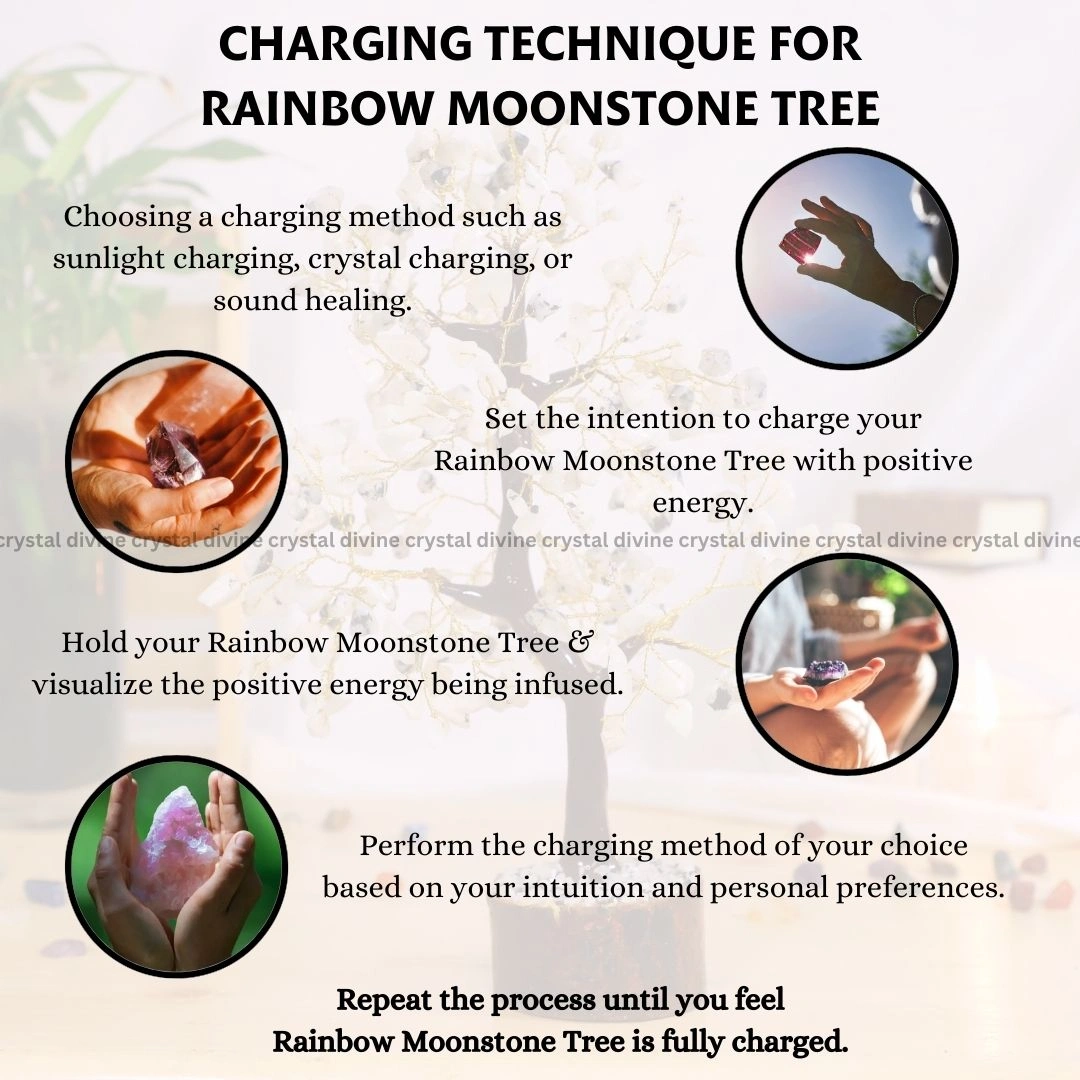 CHARGING TECHNIQUE FOR
RAINBOW MOONSTONE TREE
Choosing a charging method such as
sunlight charging, crystal charging, or
sound healing.
Set the intention to charge your
Rainbow Moonstone Tree with positive
energy.
crystal divine crystal divine crystal divine crystal divine crystal divine crystal divine crystal divine crystal divine
Hold your Rainbow Moonstone Tree &
visualize the positive energy being infused.
Perform the charging method of your choice
based on your intuition and personal preferences.
Repeat the process until you feel
Rainbow Moonstone Tree is fully charged.